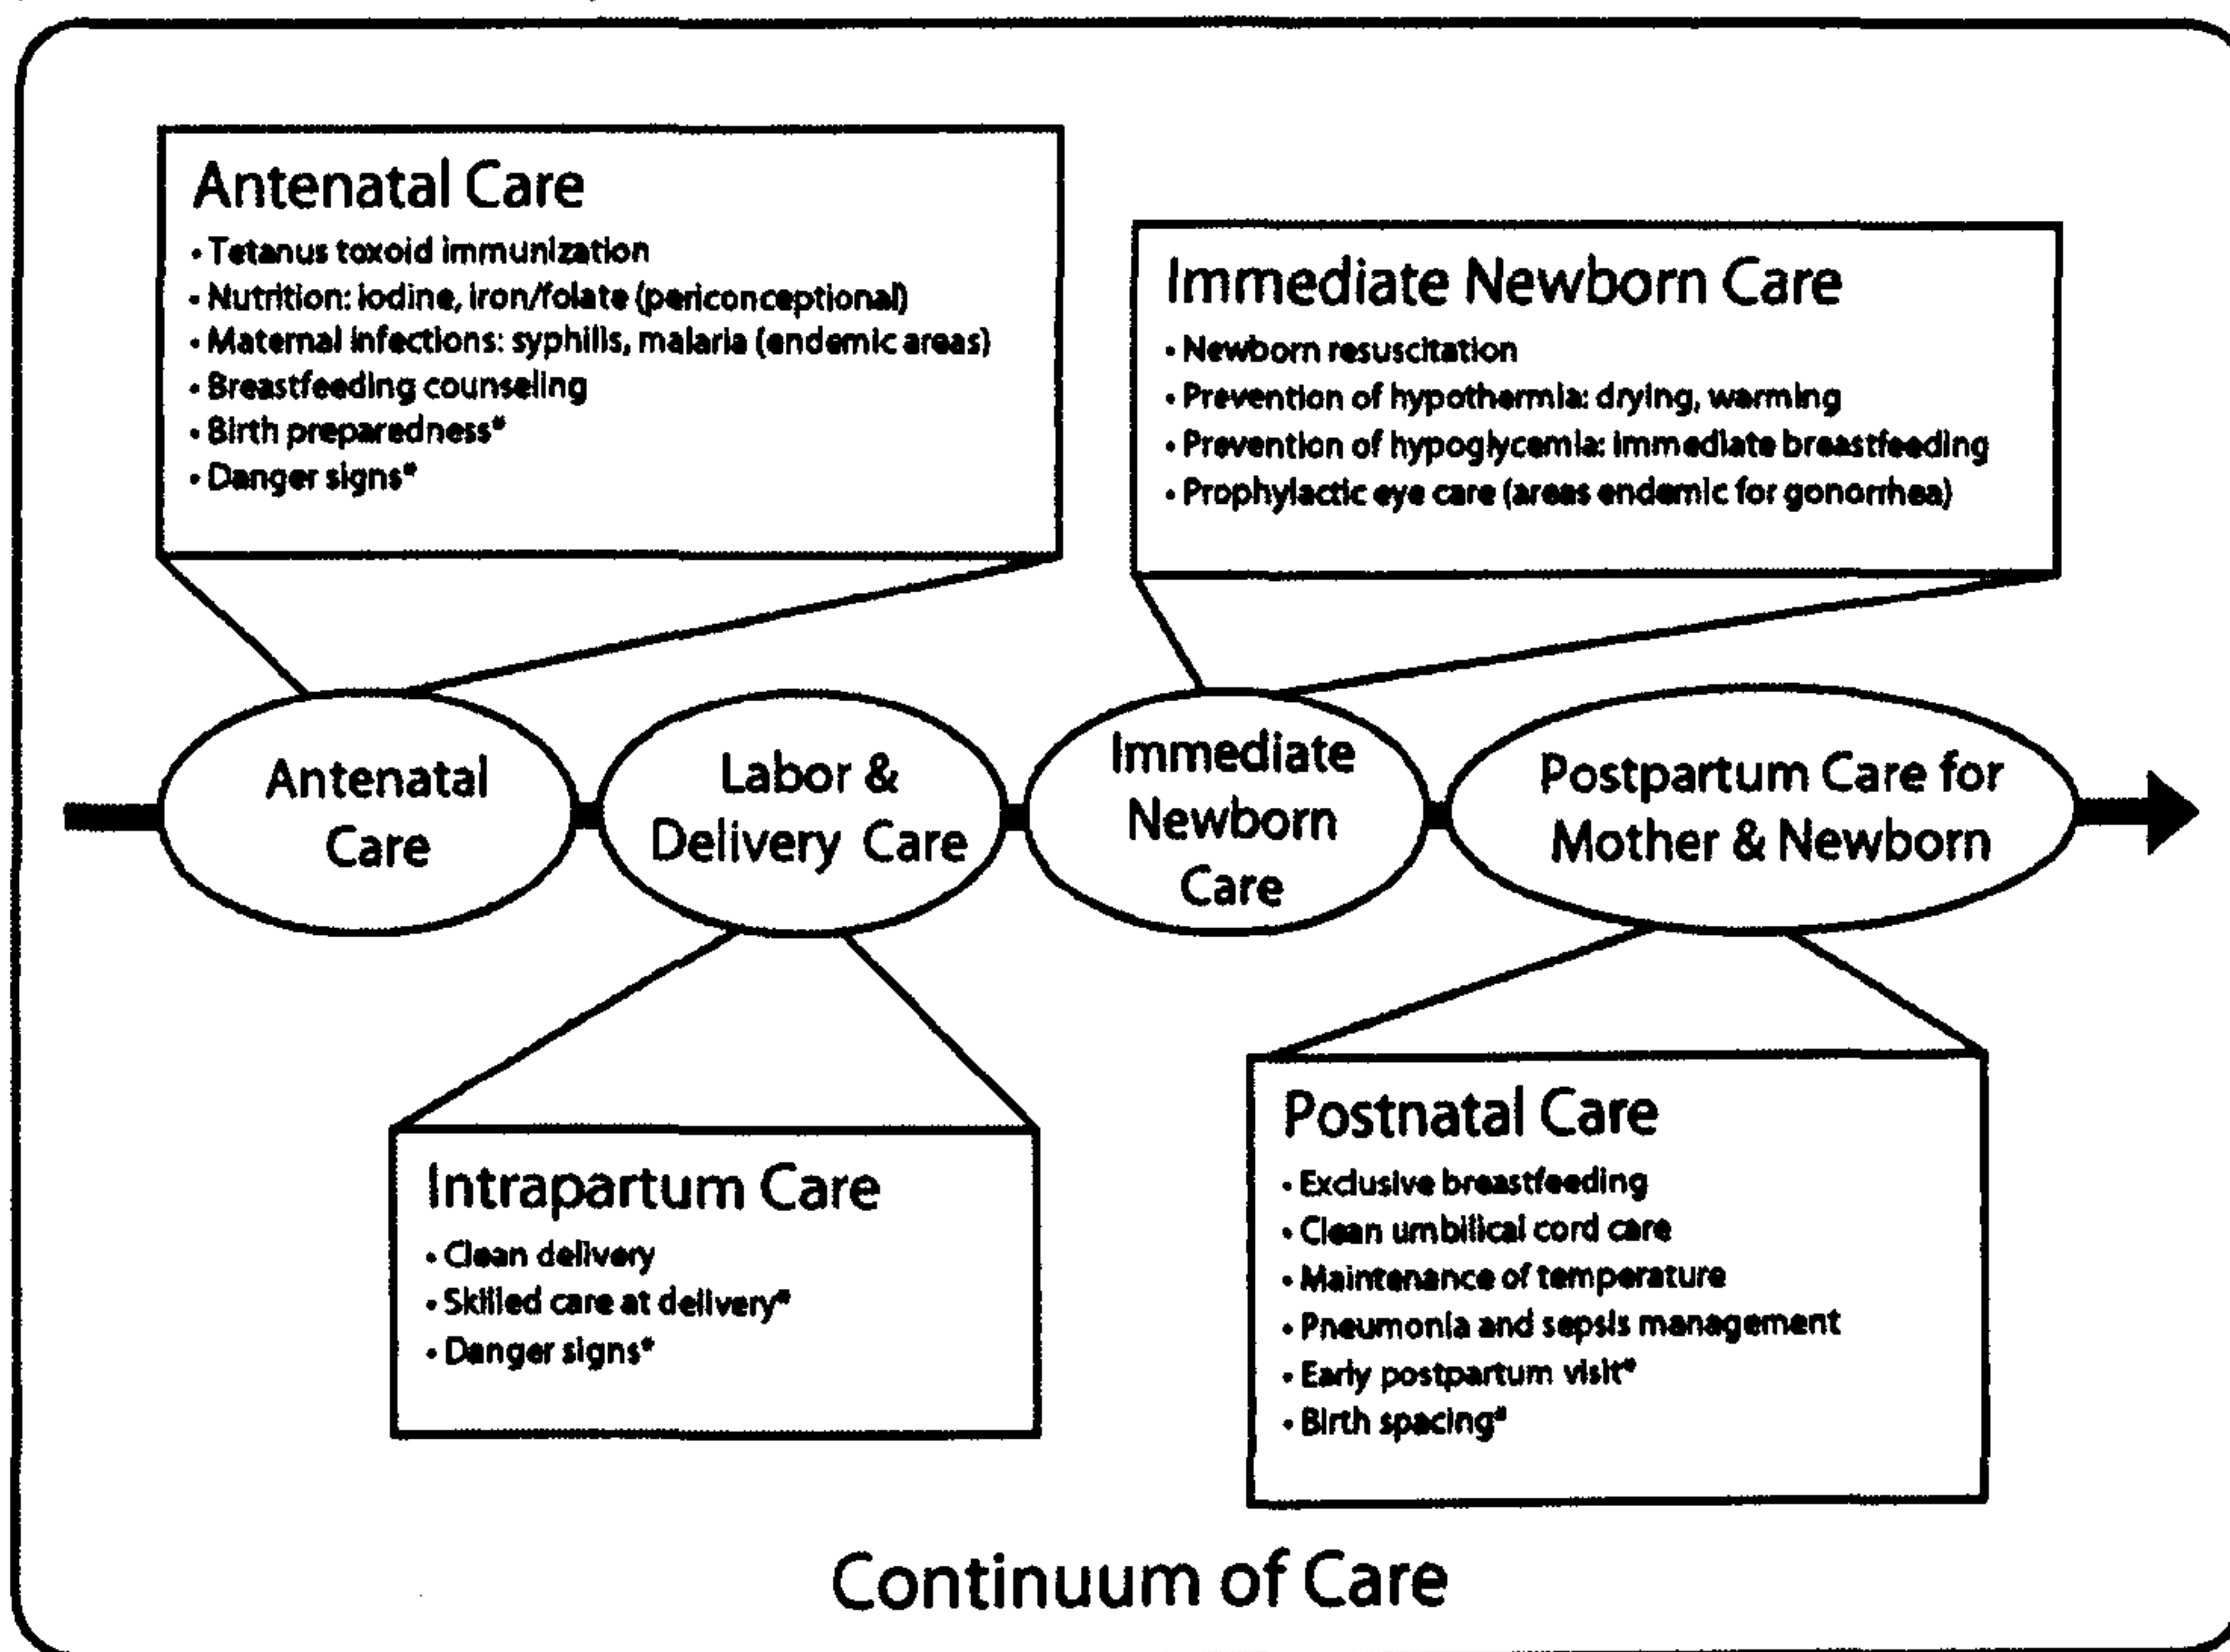 Antenatal Care
• Tetanus toxoid immunization
• Nutrition: iodine, iron/folate (periconceptional)
• Maternal infections: syphilis, malaria (endemic areas)
• Breastfeeding counseling
• Birth preparedness*
• Danger signs*
Immediate Newborn Care
• Newborn resuscitation
• Prevention of hypothermia: drying, warming
• Prevention of hypoglycemia: immediate breastfeeding
• Prophylactic eye care (areas endemic for gonorrhea)
Antenatal
Care
Labor &
Delivery Care
Immediate
Newborn
Care
Postpartum Care for
Mother & Newborn
Intrapartum Care
• Clean delivery
• Skilled care at delivery*
• Danger signs*
Postnatal Care
• Exclusive breastfeeding
• Clean umbilical cord care
• Maintenance of temperature
• Pneumonia and sepsis management
• Early postpartum visit*
• Birth spacing*
Continuum of Care